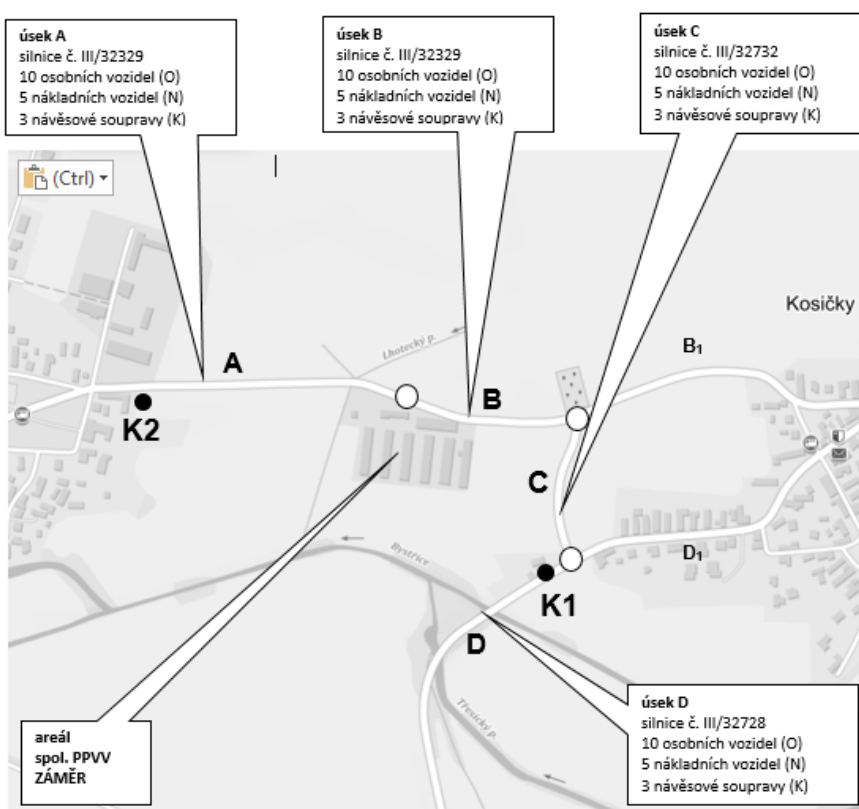 úsek A
silnice č. III/32329
10 osobních vozidel (O)
5 nákladních vozidel (N)
3 návěsové soupravy (K)
úsek B
silnice č. III/32329
10 osobních vozidel (O)
5 nákladních vozidel (N)
3 návěsové soupravy (K)
úsek C
silnice č. III/32732
10 osobních vozidel (O)
5 nákladních vozidel (N)
3 návěsové soupravy (K)
(Ctrl)
Kosičky
Lhotecký p.
A
B
B₁
K2
C
Bystřice
D₁
K1
D
Třesický p.
areál
spol. PPVV
ZÁMĚR
úsek D
silnice č. III/32728
10 osobních vozidel (O)
5 nákladních vozidel (N)
3 návěsové soupravy (K)